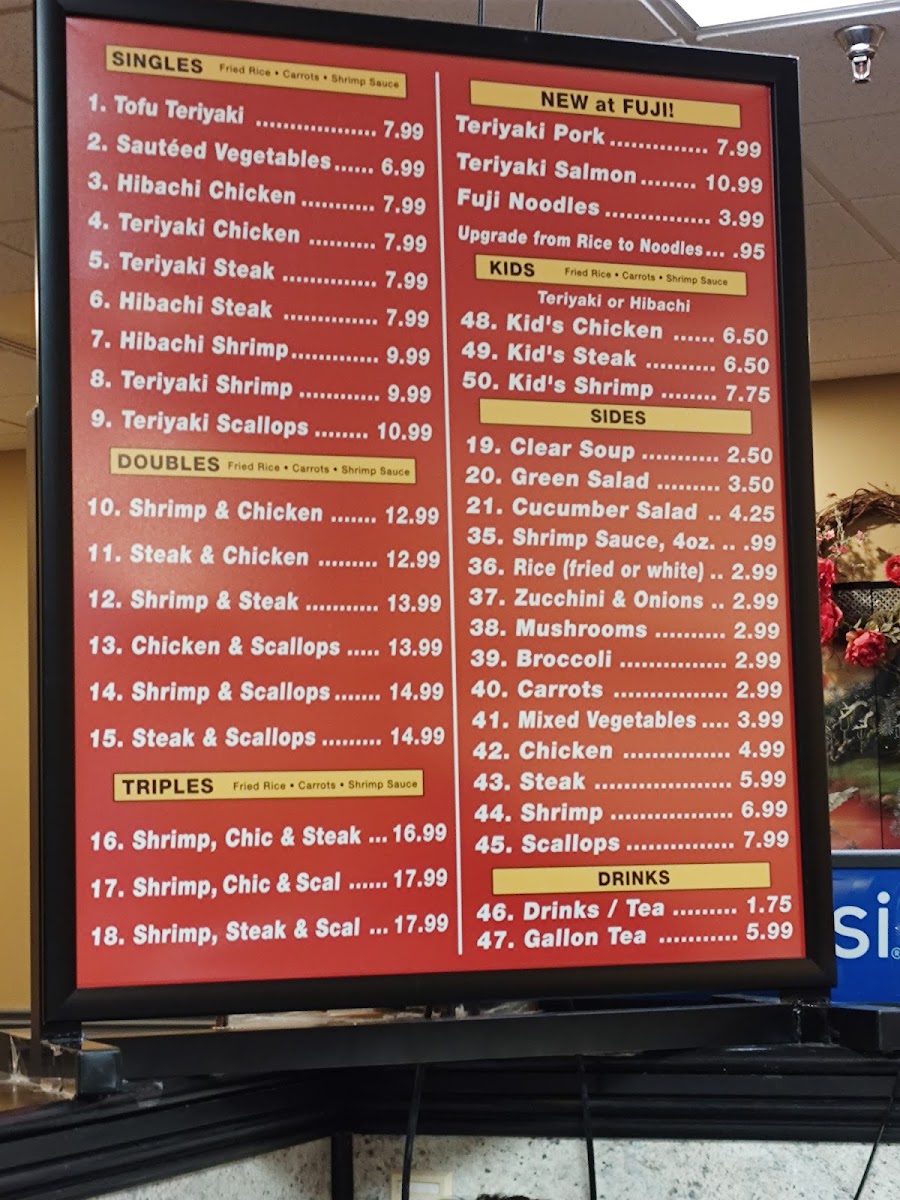 SINGLES Fried Rice • Carrots • Shrimp Sauce
1. Tofu Teriyaki .................. 7.99
2. Sautéed Vegetables...... 6.99
3. Hibachi Chicken ........... 7.99
4. Teriyaki Chicken .......... 7.99
5. Teriyaki Steak .............. 7.99
6. Hibachi Steak .............. 7.99
7. Hibachi Shrimp............. 9.99
8. Teriyaki Shrimp ............ 9.99
9. Teriyaki Scallops ........ 10.99
DOUBLES Fried Rice • Carrots • Shrimp Sauce
10. Shrimp & Chicken ....... 12.99
11. Steak & Chicken ......... 12.99
12. Shrimp & Steak ........... 13.99
13. Chicken & Scallops ..... 13.99
14. Shrimp & Scallops....... 14.99
15. Steak & Scallops ......... 14.99
TRIPLES Fried Rice • Carrots • Shrimp Sauce
16. Shrimp, Chic & Steak ... 16.99
17. Shrimp, Chic & Scal ...... 17.99
18. Shrimp, Steak & Scal ... 17.99
NEW at FUJI!
Teriyaki Pork.............. 7.99
Teriyaki Salmon........ 10.99
Fuji Noodles............... 3.99
Upgrade from Rice to Noodles... .95
KIDS Fried Rice • Carrots • Shrimp Sauce
Teriyaki or Hibachi
48. Kid's Chicken ...... 6.50
49. Kid's Steak .......... 6.50
50. Kid's Shrimp ........ 7.75
SIDES
19. Clear Soup ........... 2.50
20. Green Salad ......... 3.50
21. Cucumber Salad .. 4.25
35. Shrimp Sauce, 4oz. .. .99
36. Rice (fried or white) .. 2.99
37. Zucchini & Onions .. 2.99
38. Mushrooms .......... 2.99
39. Broccoli ............... 2.99
40. Carrots ................ 2.99
41. Mixed Vegetables .... 3.99
42. Chicken ............... 4.99
43. Steak ................... 5.99
44. Shrimp ................. 6.99
45. Scallops ............... 7.99
DRINKS
46. Drinks / Tea ......... 1.75
47. Gallon Tea ........... 5.99
si®